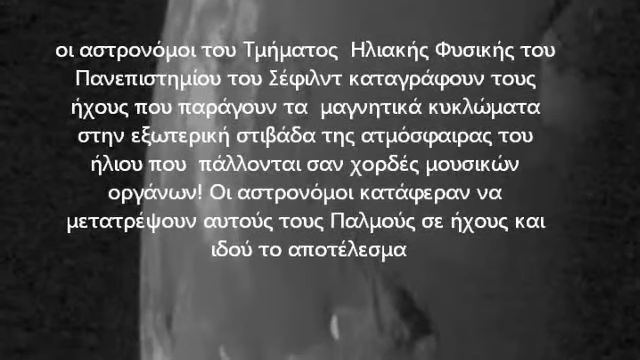 οι αστρονόμοι του Τμήματος Ηλιακής Φυσικής του
Πανεπιστημίου του Σέφιλντ καταγράφουν τους
ήχους που παράγουν τα μαγνητικά κυκλώματα
στην εξωτερική στιβάδα της ατμόσφαιρας του
ήλιου που πάλλονται σαν χορδές μουσικών
οργάνων! Οι αστρονόμοι κατάφεραν να
μετατρέψουν αυτούς τους Παλμούς σε ήχους και
ιδού το αποτέλεσμα